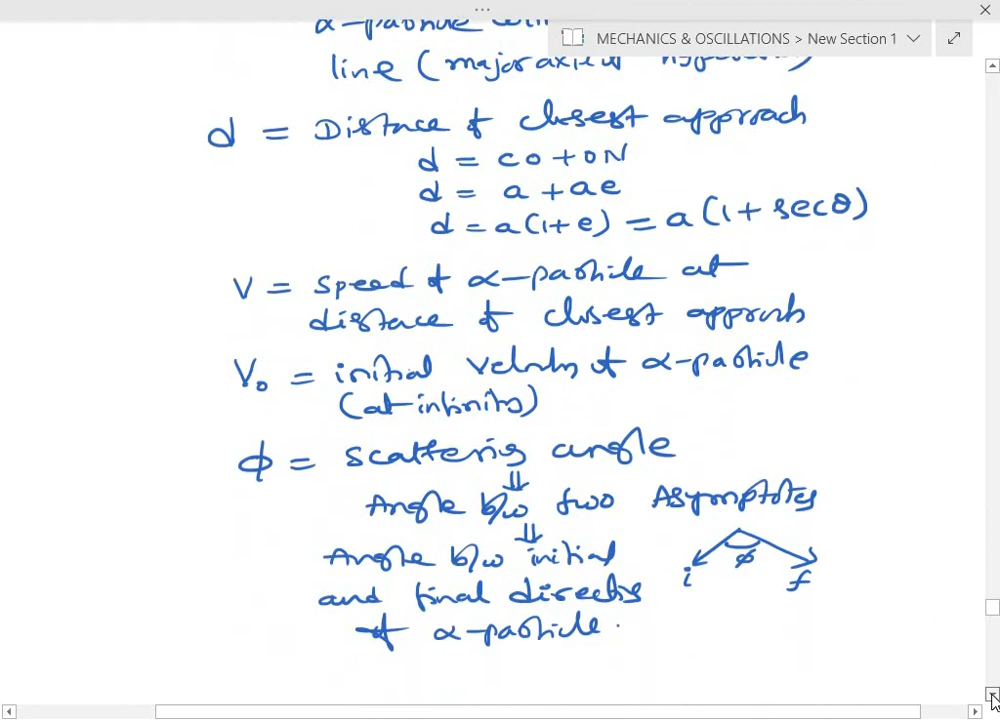 MECHANICS & OSCILLATIONS > New Section 1
α-particle
line (major axis of
d = Distance of closest approach
d = CO + ON
d = a + ae
d = a(1+e) = a(1+secθ)
V = Speed of α-particle at
distance of closest approach
V₀ = initial velocity of α-particle
(at infinity)
ϕ = scattering angle
⇓
Angle b/w two Asymptotes
⇓
Angle b/w initial
and final direction
of α-particle.
i ϕ f